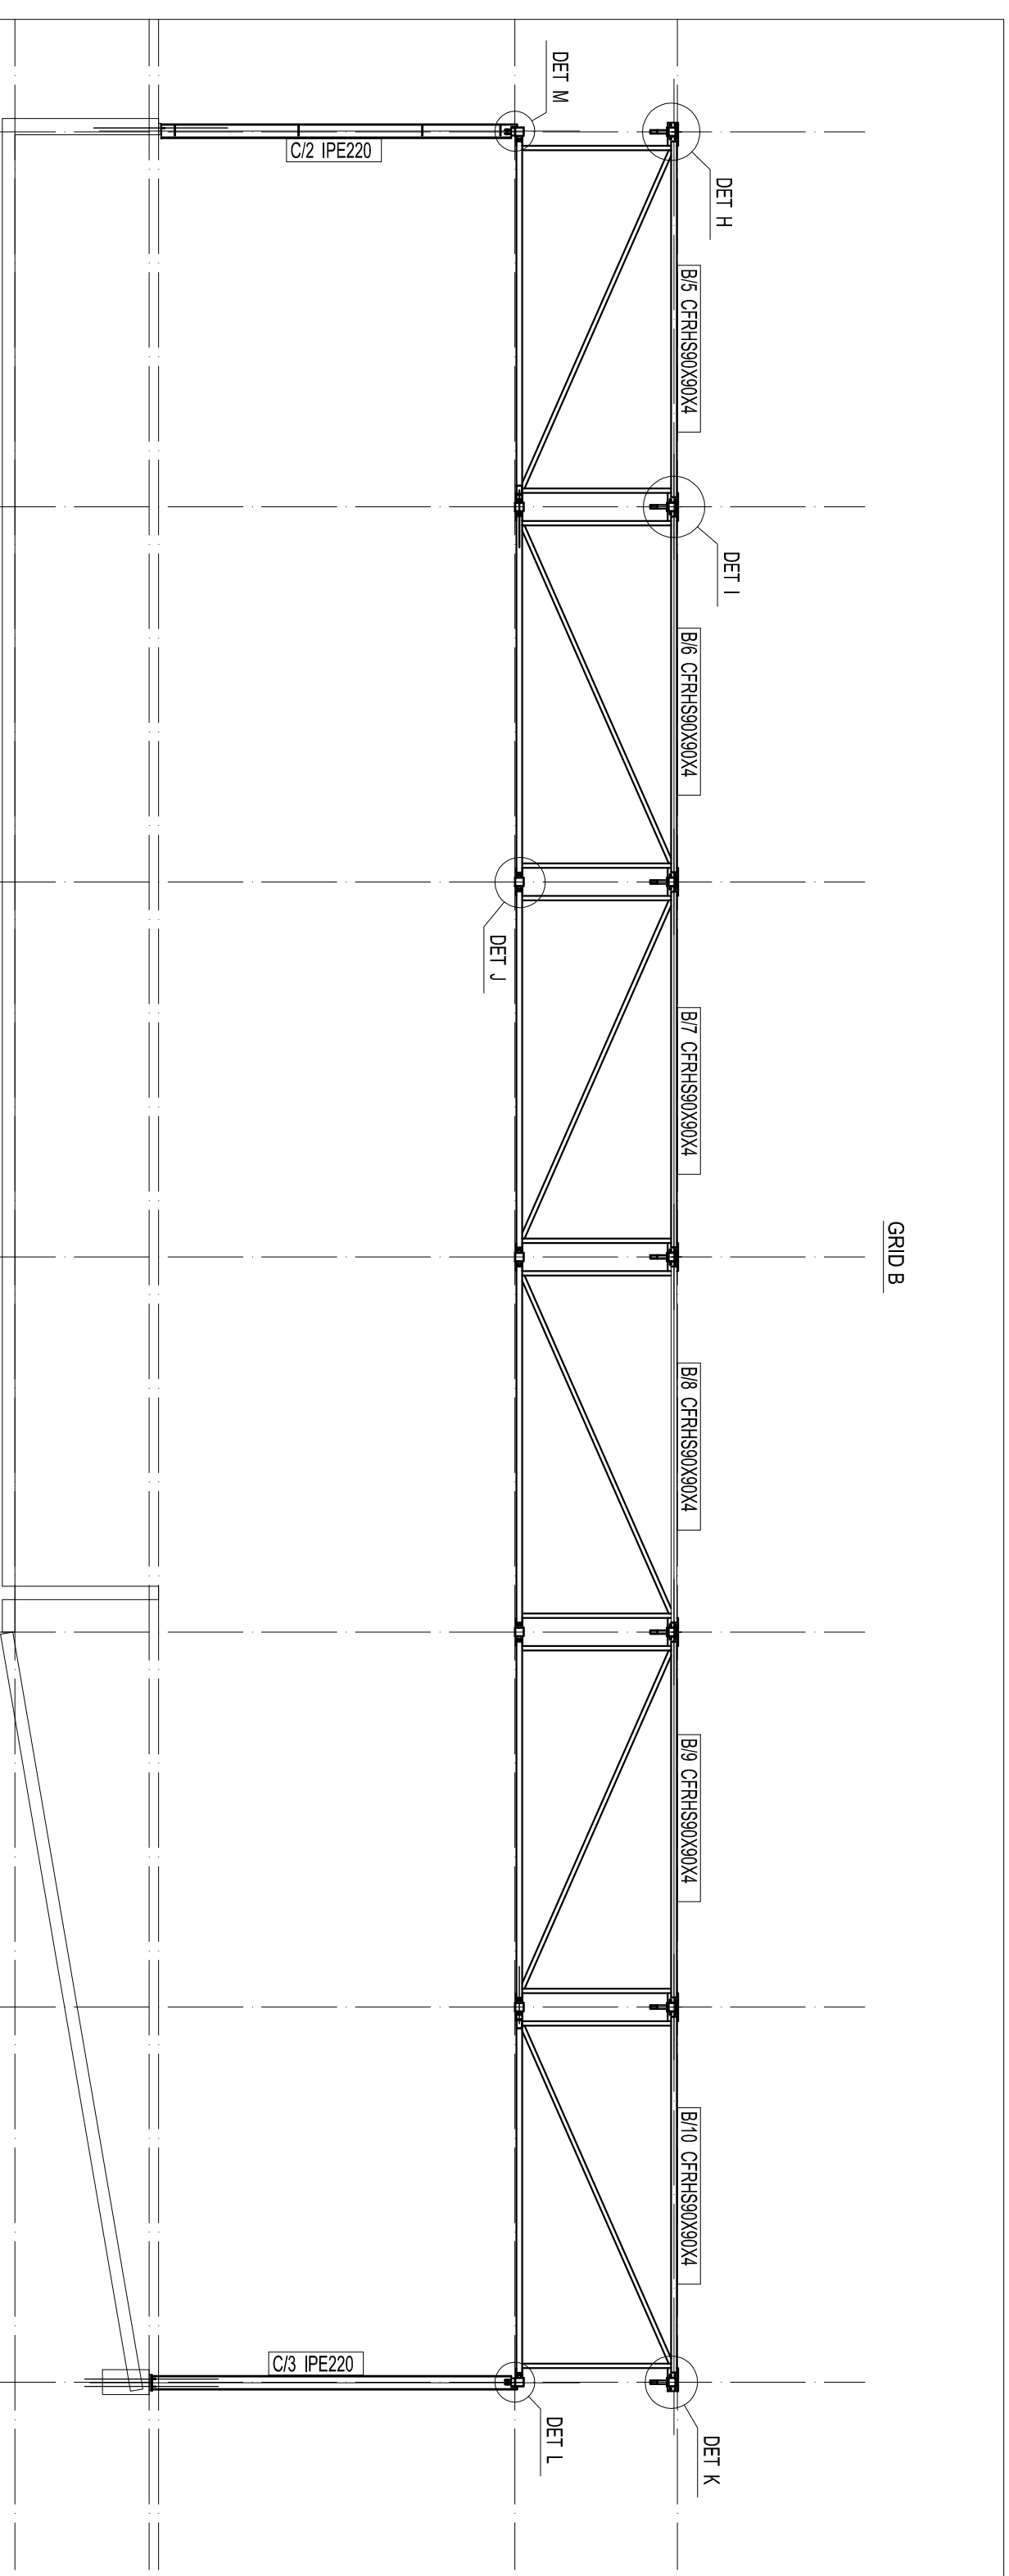 GRID B
DET M
DET H
C/2 IPE220
B/5 CFRHS90X90X4
DET I
B/6 CFRHS90X90X4
DET J
B/7 CFRHS90X90X4
B/8 CFRHS90X90X4
B/9 CFRHS90X90X4
B/10 CFRHS90X90X4
C/3 IPE220
DET L
DET K